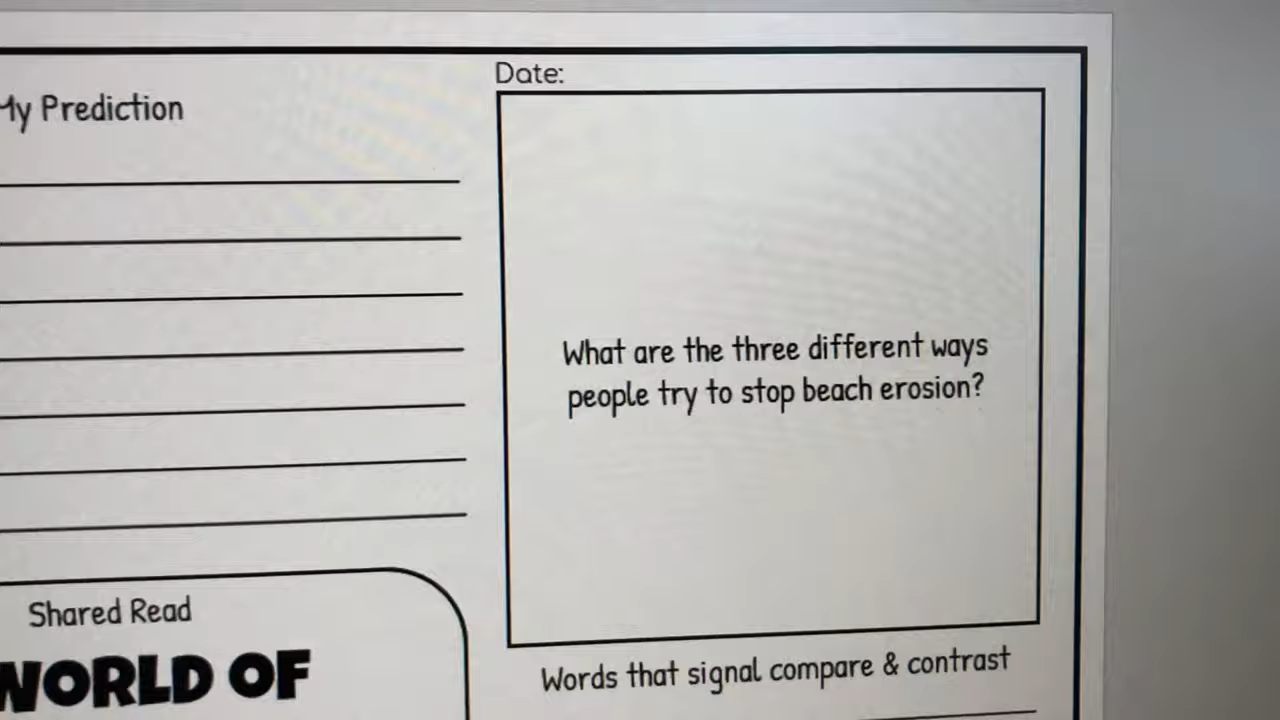 My Prediction
Date:
What are the three different ways
people try to stop beach erosion?
Shared Read
WORLD OF
Words that signal compare & contrast